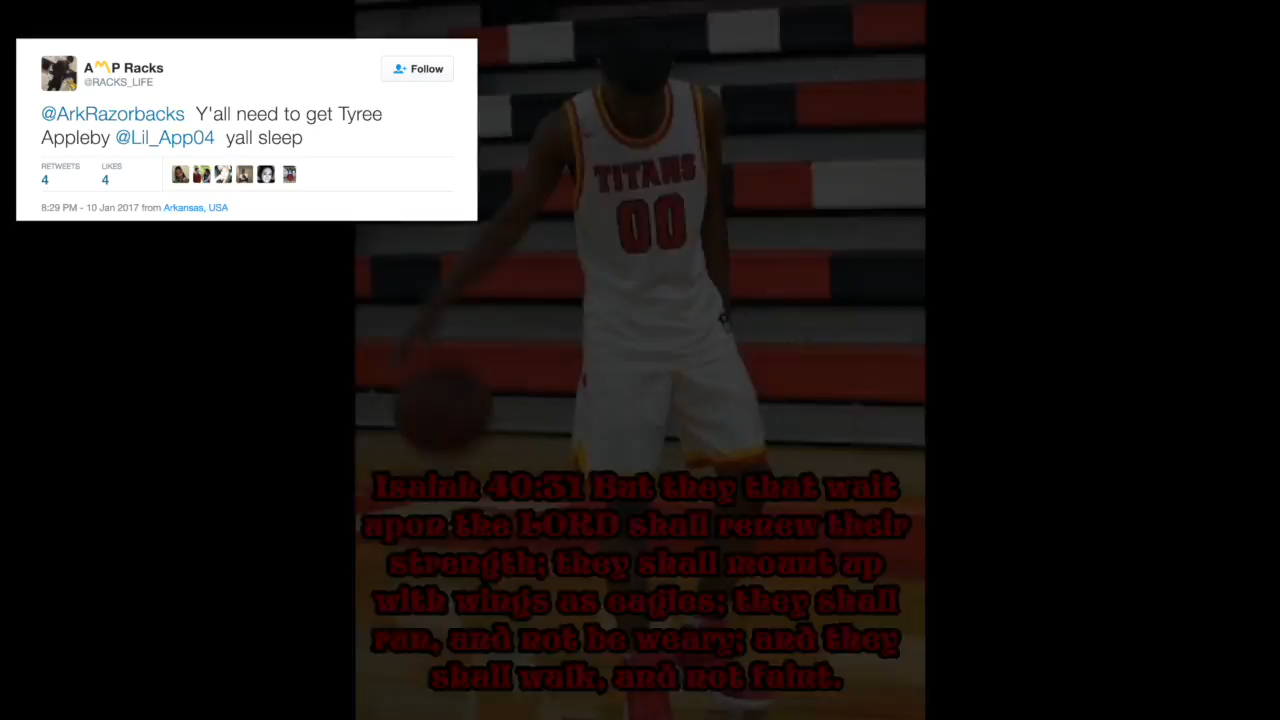 A P Racks
@RACKS_LIFE
Follow
@ArkRazorbacks Y'all need to get Tyree
Appleby @Lil_App04 yall sleep
RETWEETS LIKES
4 4
8:29 PM - 10 Jan 2017 from Arkansas, USA
TITANS
00
Isaiah 40:31 But they that wait
upon the LORD shall renew their
strength; they shall mount up
with wings as eagles; they shall
run, and not be weary; and they
shall walk, and not faint.